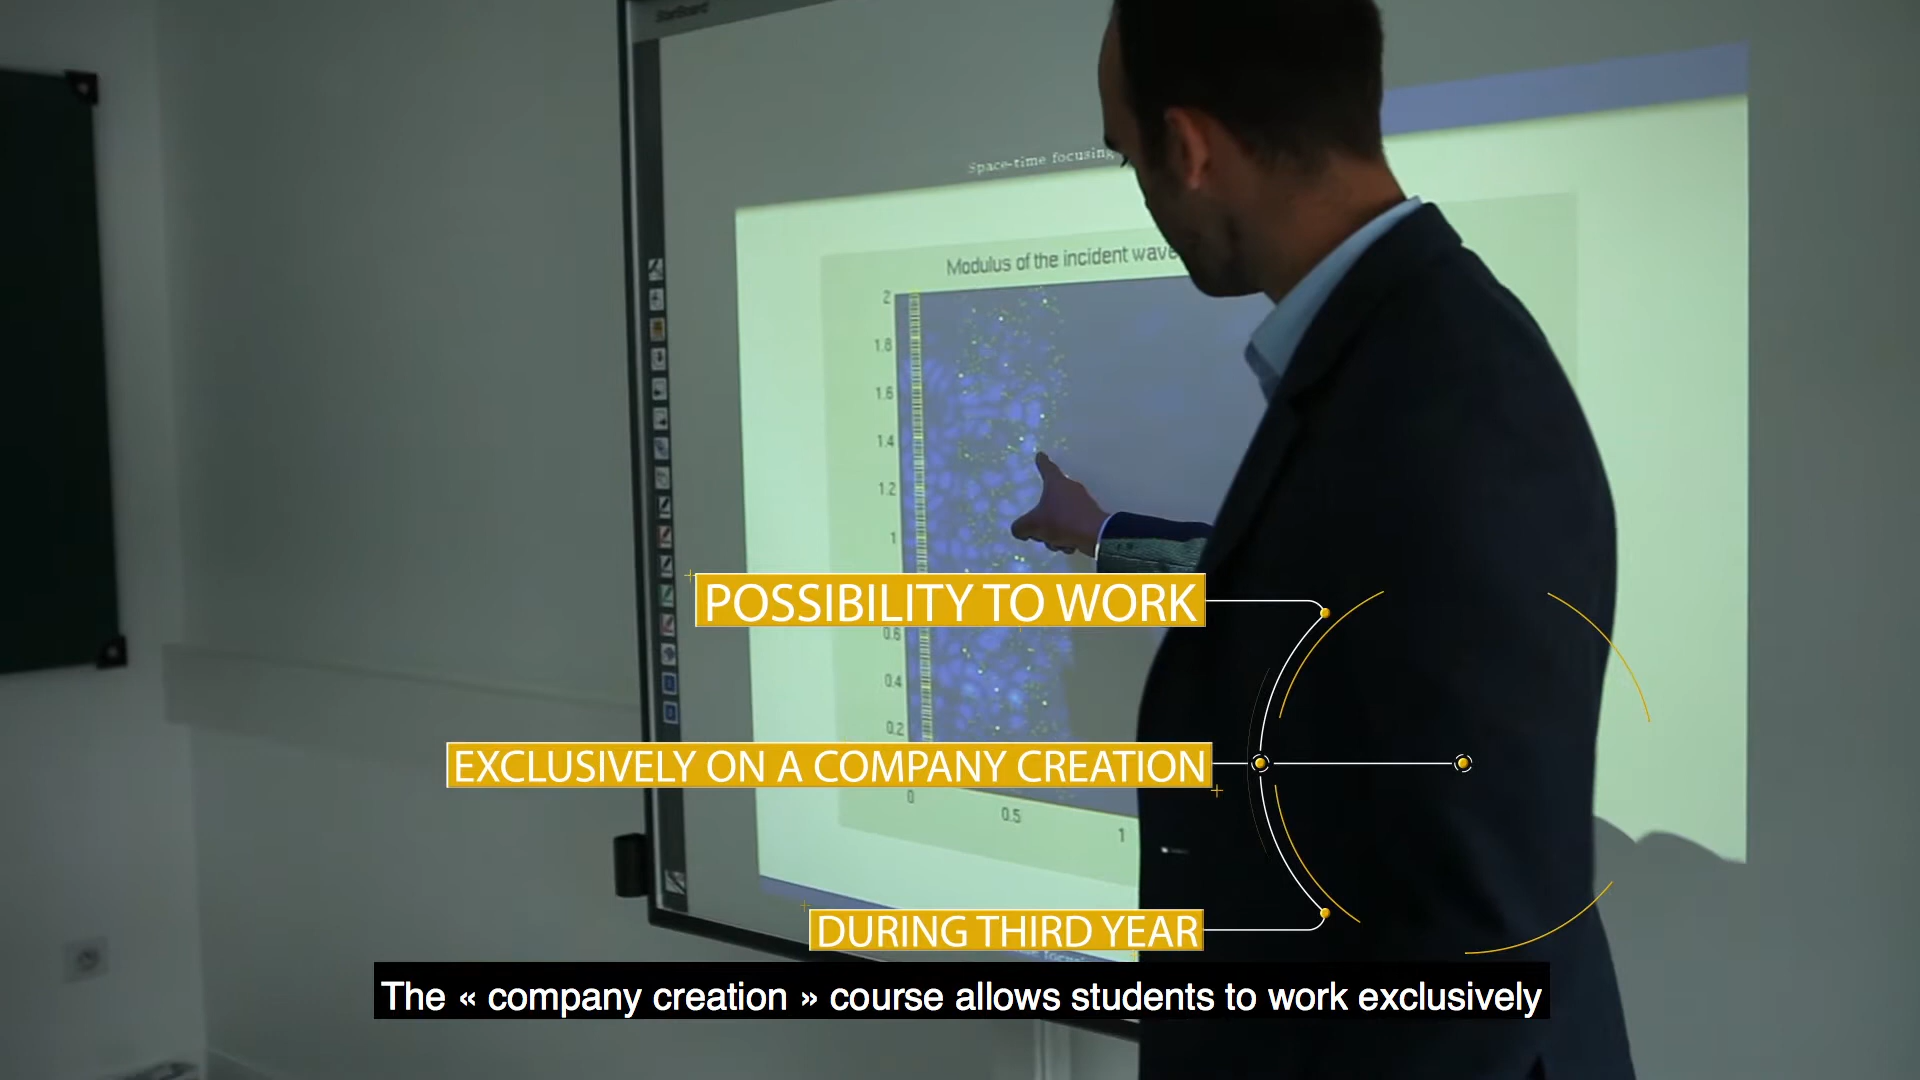 StarBoard
Space-time focusing
Modulus of the incident wave
2
1.8
1.6
1.4
1.2
1
POSSIBILITY TO WORK
0.6
0.4
0.2
EXCLUSIVELY ON A COMPANY CREATION
0
0.5
1
DURING THIRD YEAR
The « company creation » course allows students to work exclusively